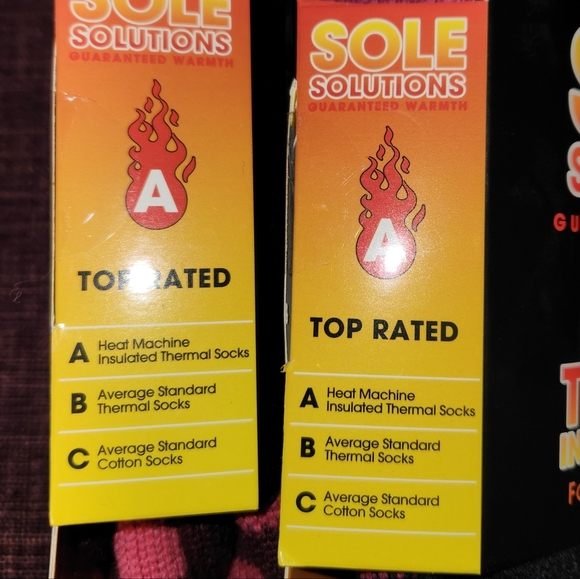 SOLE
SOLUTIONS
GUARANTEED WARMTH
A
TOP RATED
A Heat Machine
Insulated Thermal Socks
B Average Standard
Thermal Socks
C Average Standard
Cotton Socks
SOLE
SOLUTIONS
GUARANTEED WARMTH
A
TOP RATED
A Heat Machine
Insulated Thermal Socks
B Average Standard
Thermal Socks
C Average Standard
Cotton Socks